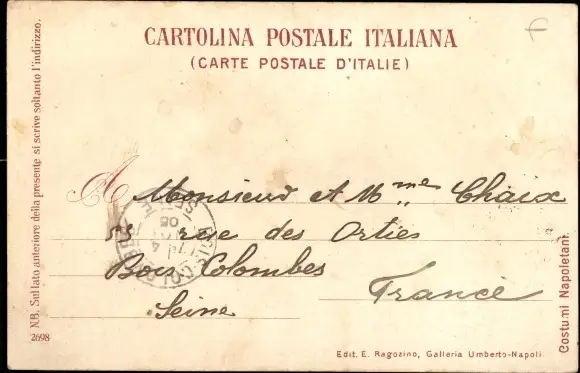 CARTOLINA POSTALE ITALIANA
(CARTE POSTALE D'ITALIE)
N.B. Sul lato anteriore della presente si scrive soltanto l'indirizzo.
A Monsieur et Mme Chaix
rue des Orties
Bois Colombes
Seine
France
Costumi Napoletani.
2698
Edit. E. Ragozino, Galleria Umberto-Napoli